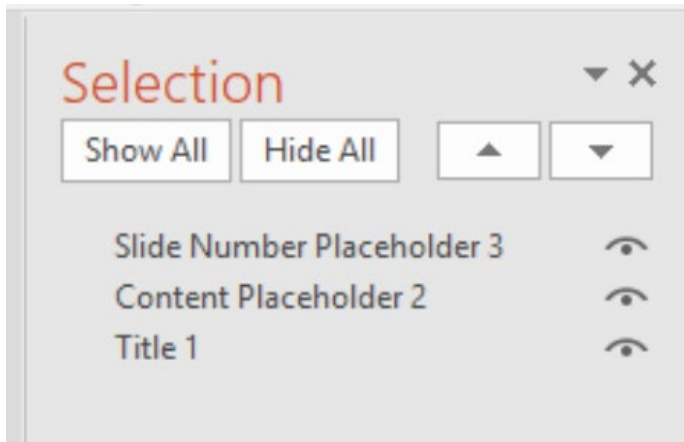 Selection
Show All Hide All
Slide Number Placeholder 3
Content Placeholder 2
Title 1